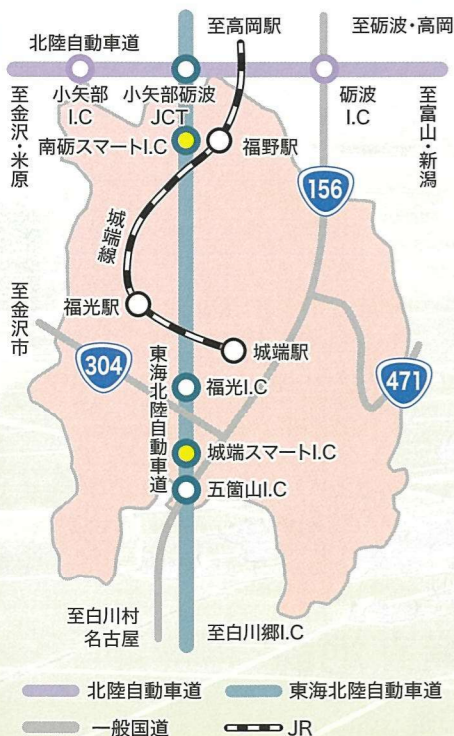 至高岡駅
至砺波・高岡
北陸自動車道
至金沢・米原
小矢部
I.C
小矢部砺波
JCT
砺波
I.C
至富山・新潟
南砺スマートI.C
福野駅
156
城端線
至金沢市
福光駅
城端駅
304
471
東海北陸自動車道
福光I.C
城端スマートI.C
五箇山I.C
至白川村
名古屋
至白川郷I.C
北陸自動車道
東海北陸自動車道
一般国道
JR